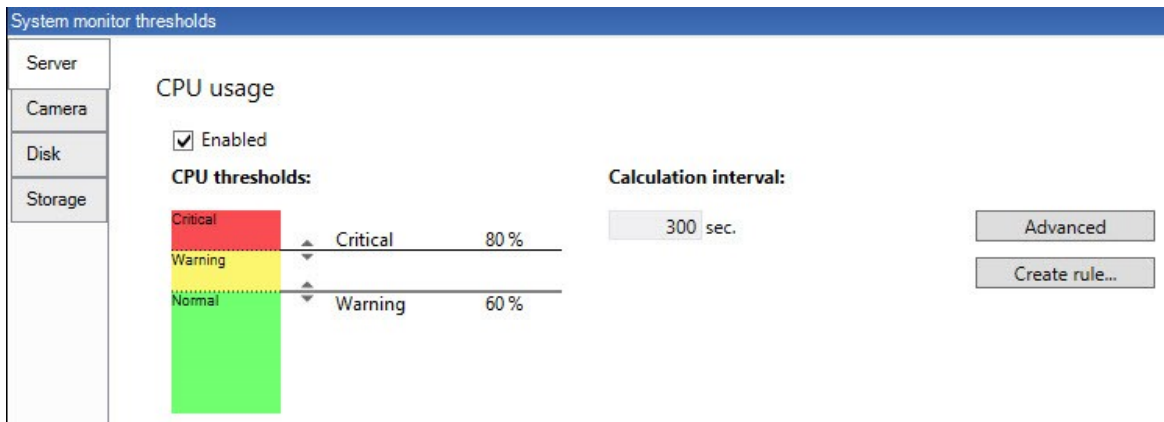 System monitor thresholds
Server
Camera
Disk
Storage
CPU usage
Enabled
CPU thresholds:
Critical
Warning
Normal
Critical 80 %
Warning 60 %
Calculation interval:
300 sec.
Advanced
Create rule...